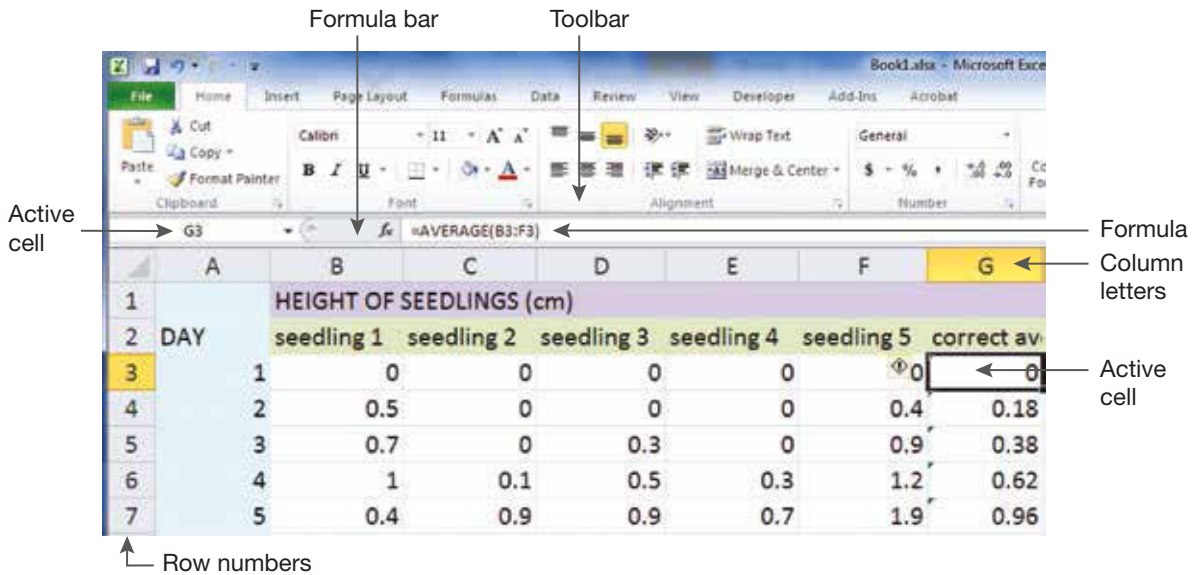 Formula bar
Toolbar
Book1.xlsx - Microsoft Exce
File Home Insert Page Layout Formulas Data Review View Developer Add-Ins Acrobat
Cut
Calibri 11 A A Wrap Text General
Copy
Paste
Format Painter B I U A Merge & Center $ % ,
Clipboard Font Alignment Number
Active
cell
G3 fx =AVERAGE(B3:F3)
Formula
A B C D E F G
Column
letters
1 HEIGHT OF SEEDLINGS (cm)
2 DAY seedling 1 seedling 2 seedling 3 seedling 4 seedling 5 correct av
3 1 0 0 0 0 0 0
Active
cell
4 2 0.5 0 0 0 0.4 0.18
5 3 0.7 0 0.3 0 0.9 0.38
6 4 1 0.1 0.5 0.3 1.2 0.62
7 5 0.4 0.9 0.9 0.7 1.9 0.96
Row numbers